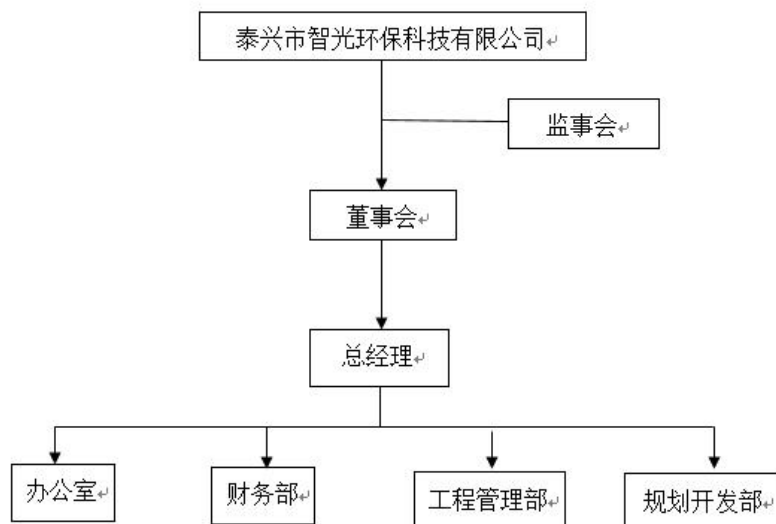 泰兴市智光环保科技有限公司
监事会
董事会
总经理
办公室
财务部
工程管理部
规划开发部